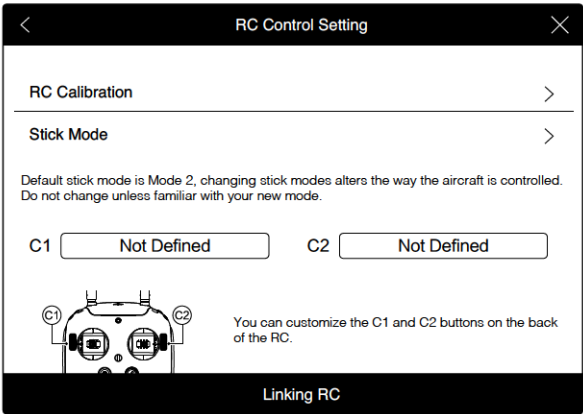 RC Control Setting
RC Calibration
Stick Mode
Default stick mode is Mode 2, changing stick modes alters the way the aircraft is controlled.
Do not change unless familiar with your new mode.
C1 Not Defined C2 Not Defined
C1 C2
You can customize the C1 and C2 buttons on the back
of the RC.
Linking RC